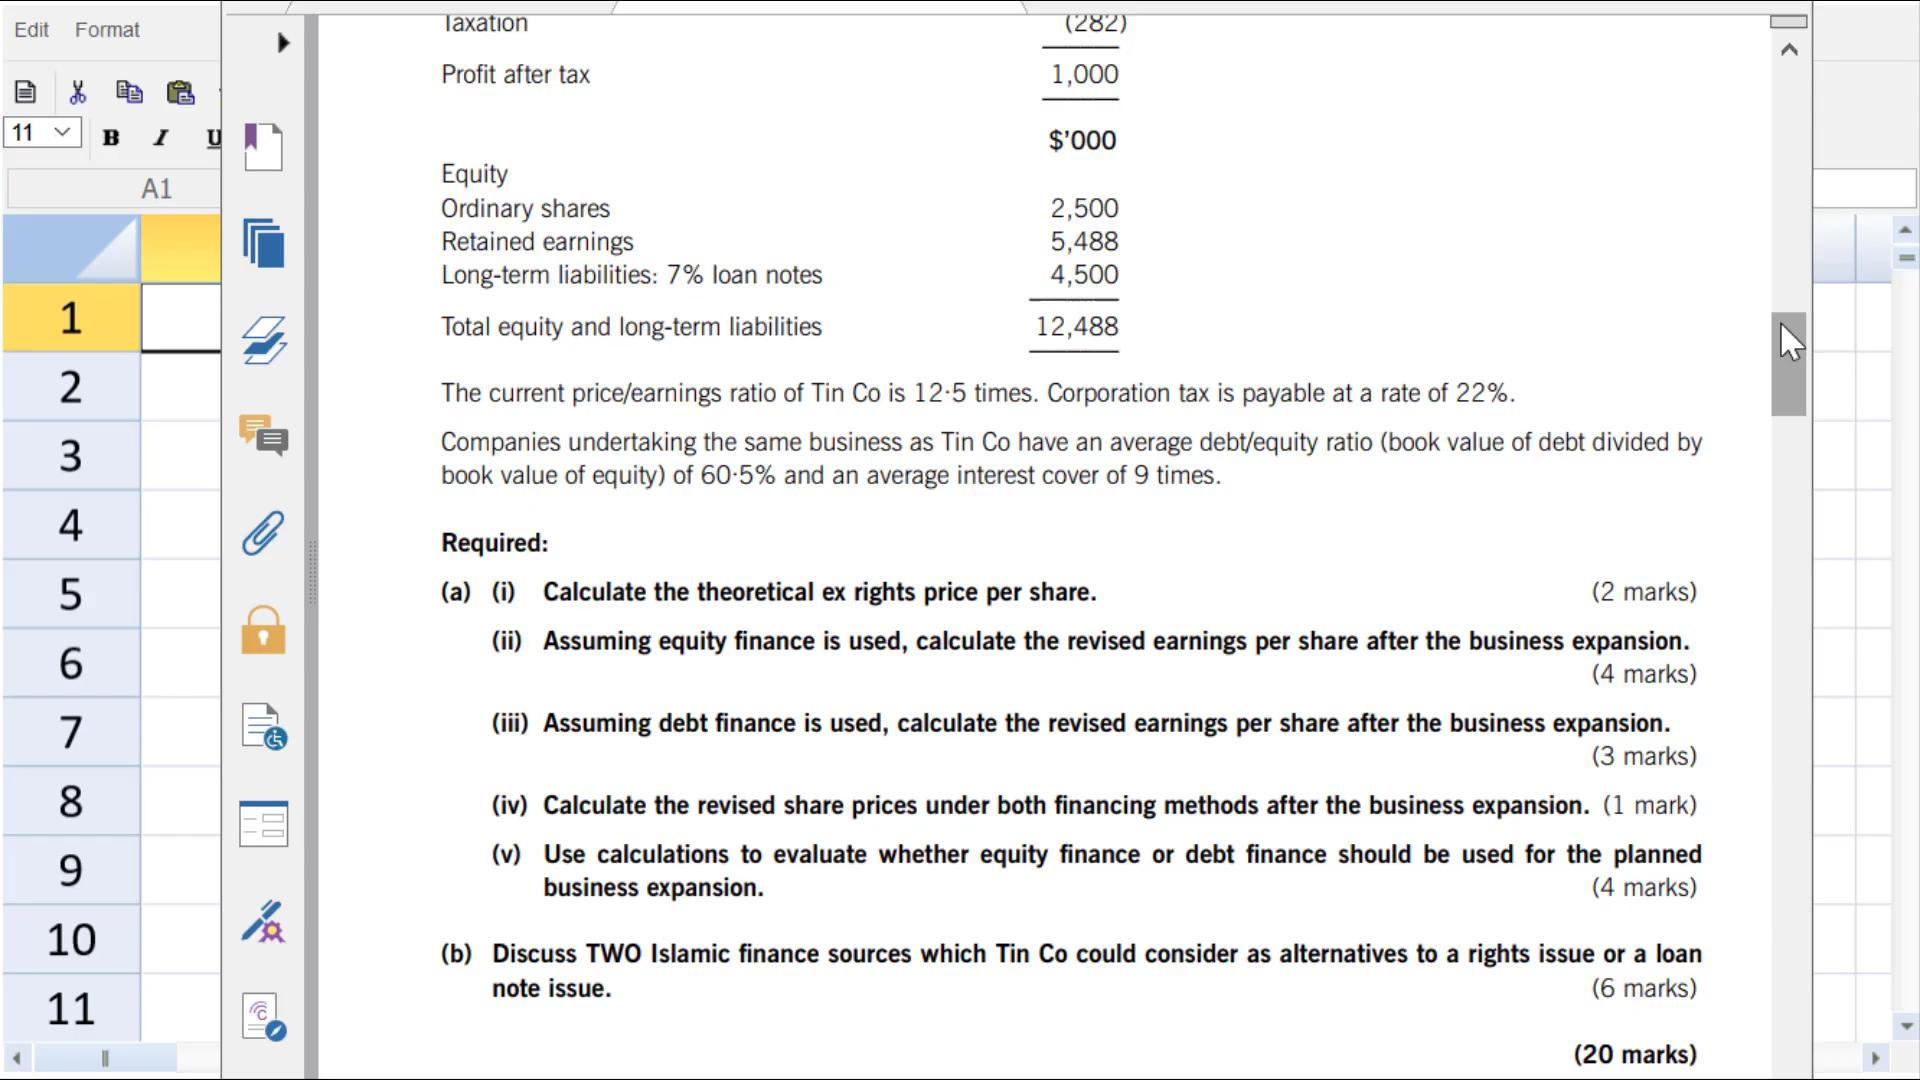 Edit Format
11 B I U
A1
1
2
3
4
5
6
7
8
9
10
11
Taxation (282)
Profit after tax 1,000
$'000
Equity
Ordinary shares 2,500
Retained earnings 5,488
Long-term liabilities: 7% loan notes 4,500
Total equity and long-term liabilities 12,488
The current price/earnings ratio of Tin Co is 12·5 times. Corporation tax is payable at a rate of 22%.
Companies undertaking the same business as Tin Co have an average debt/equity ratio (book value of debt divided by
book value of equity) of 60·5% and an average interest cover of 9 times.
Required:
(a) (i) Calculate the theoretical ex rights price per share. (2 marks)
(ii) Assuming equity finance is used, calculate the revised earnings per share after the business expansion.
(4 marks)
(iii) Assuming debt finance is used, calculate the revised earnings per share after the business expansion.
(3 marks)
(iv) Calculate the revised share prices under both financing methods after the business expansion. (1 mark)
(v) Use calculations to evaluate whether equity finance or debt finance should be used for the planned
business expansion. (4 marks)
(b) Discuss TWO Islamic finance sources which Tin Co could consider as alternatives to a rights issue or a loan
note issue. (6 marks)
(20 marks)